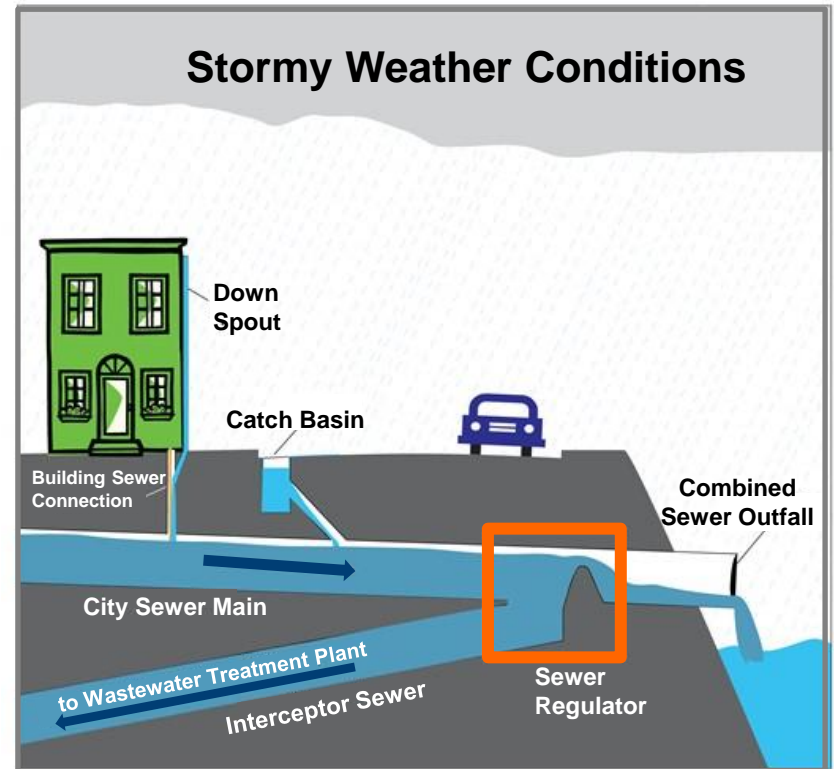 Stormy Weather Conditions
Down
Spout
Catch Basin
Building Sewer
Connection
Combined
Sewer Outfall
City Sewer Main
to Wastewater Treatment Plant
Interceptor Sewer
Sewer
Regulator